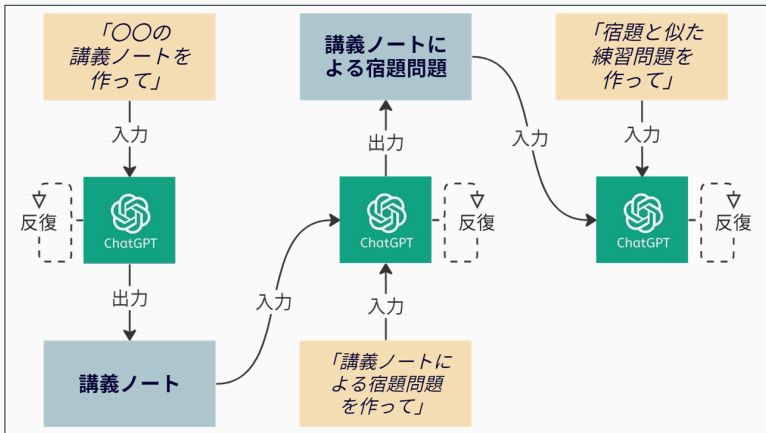 「〇〇の
講義ノートを
作って」
入力
反復
ChatGPT
出力
講義ノート
入力
講義ノートに
よる宿題問題
出力
ChatGPT
反復
入力
「講義ノートに
よる宿題問題
を作って」
入力
「宿題と似た
練習問題を
作って」
入力
ChatGPT
反復